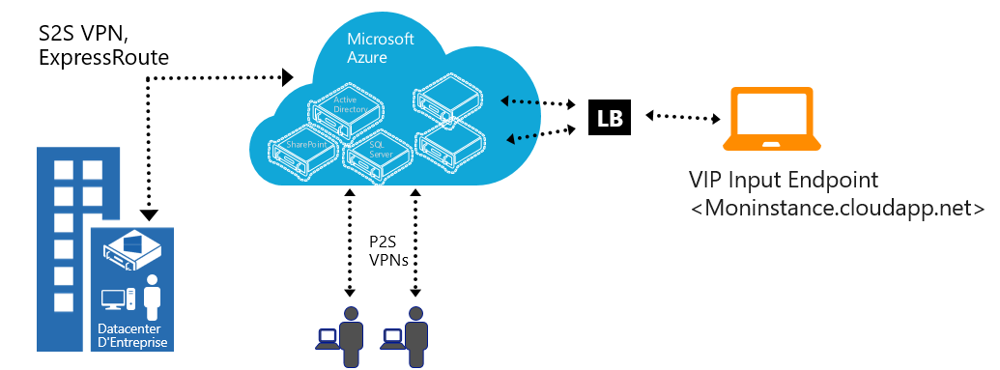 S2S VPN,
ExpressRoute
Microsoft
Azure
Active
Directory
SharePoint
SQL
Server
LB
VIP Input Endpoint
<Moninstance.cloudapp.net>
P2S
VPNs
Datacenter
D'Entreprise